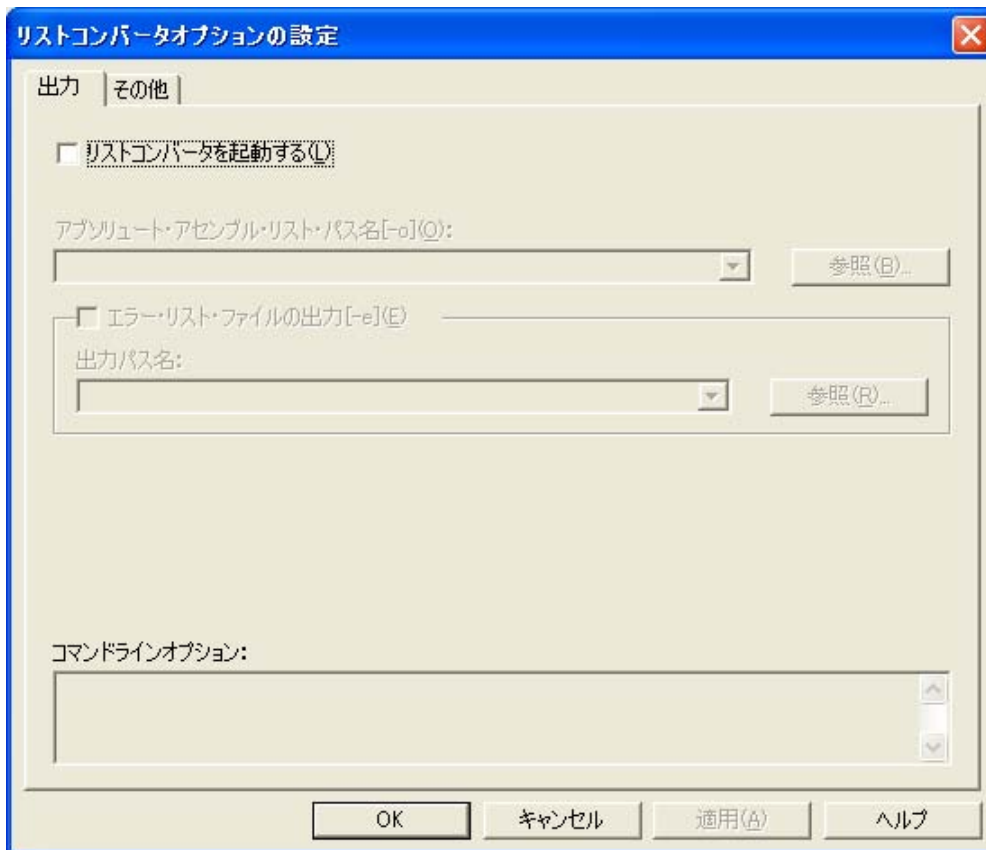 リストコンバータオプションの設定
出力 その他
リストコンバータを起動する(L)
アブソリュート・アセンブル・リスト・パス名[-o](O):
参照(B)...
エラー・リスト・ファイルの出力[-e](E)
出力パス名:
参照(R)...
コマンドラインオプション:
OK キャンセル 適用(A) ヘルプ